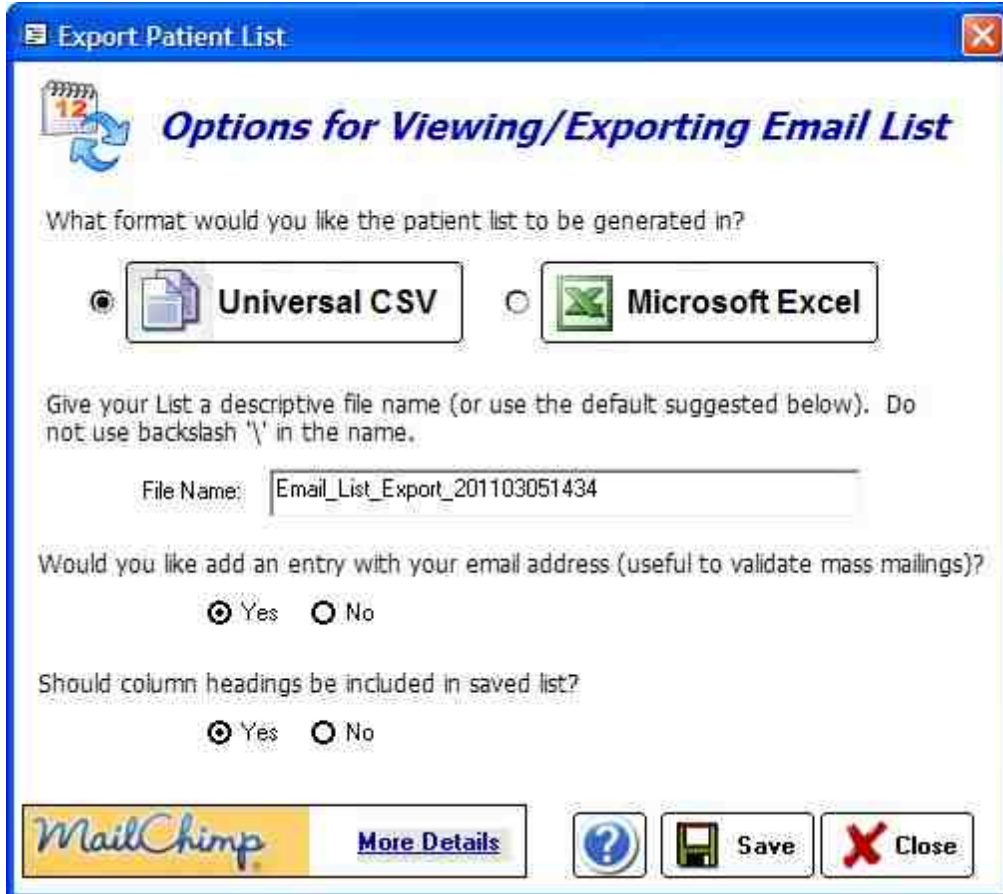 Export Patient List
12
Options for Viewing/Exporting Email List
What format would you like the patient list to be generated in?
Universal CSV
Microsoft Excel
Give your List a descriptive file name (or use the default suggested below). Do
not use backslash '\' in the name.
File Name: Email_List_Export_201103051434
Would you like add an entry with your email address (useful to validate mass mailings)?
Yes No
Should column headings be included in saved list?
Yes No
MailChimp More Details ? Save Close